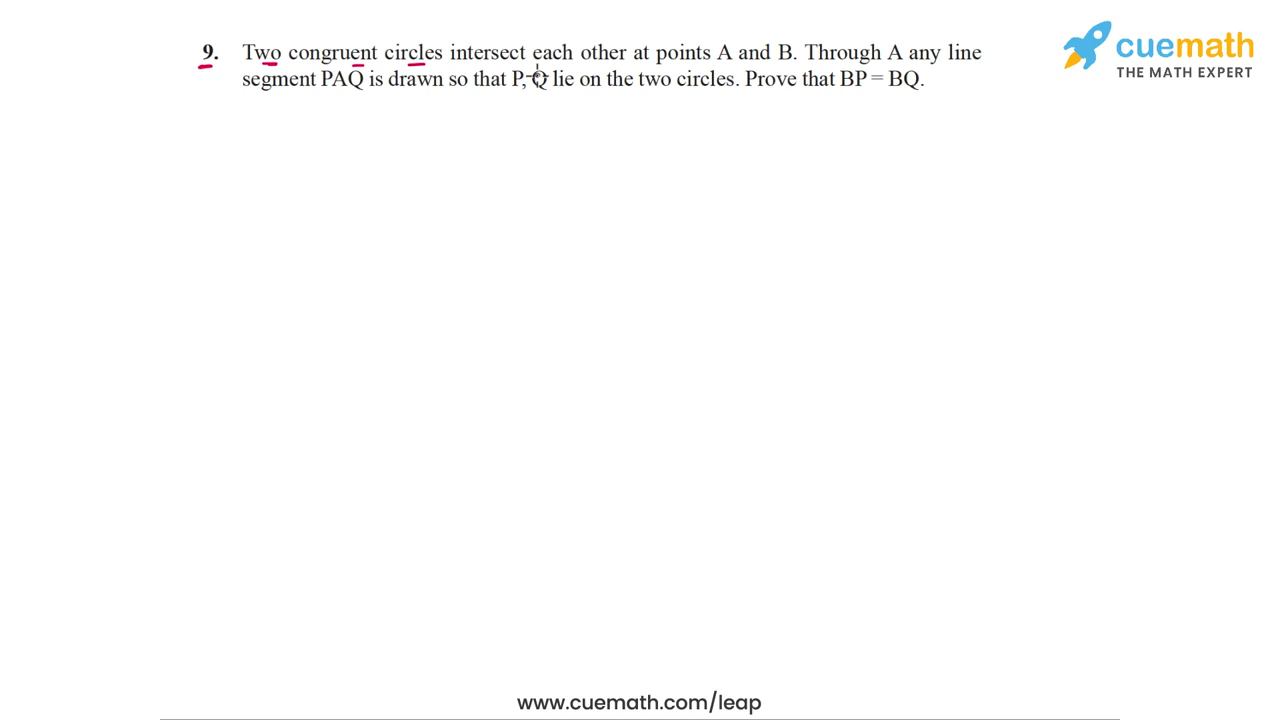 9. Two congruent circles intersect each other at points A and B. Through A any line
segment PAQ is drawn so that P, Q lie on the two circles. Prove that BP = BQ.
cuemath
THE MATH EXPERT
www.cuemath.com/leap